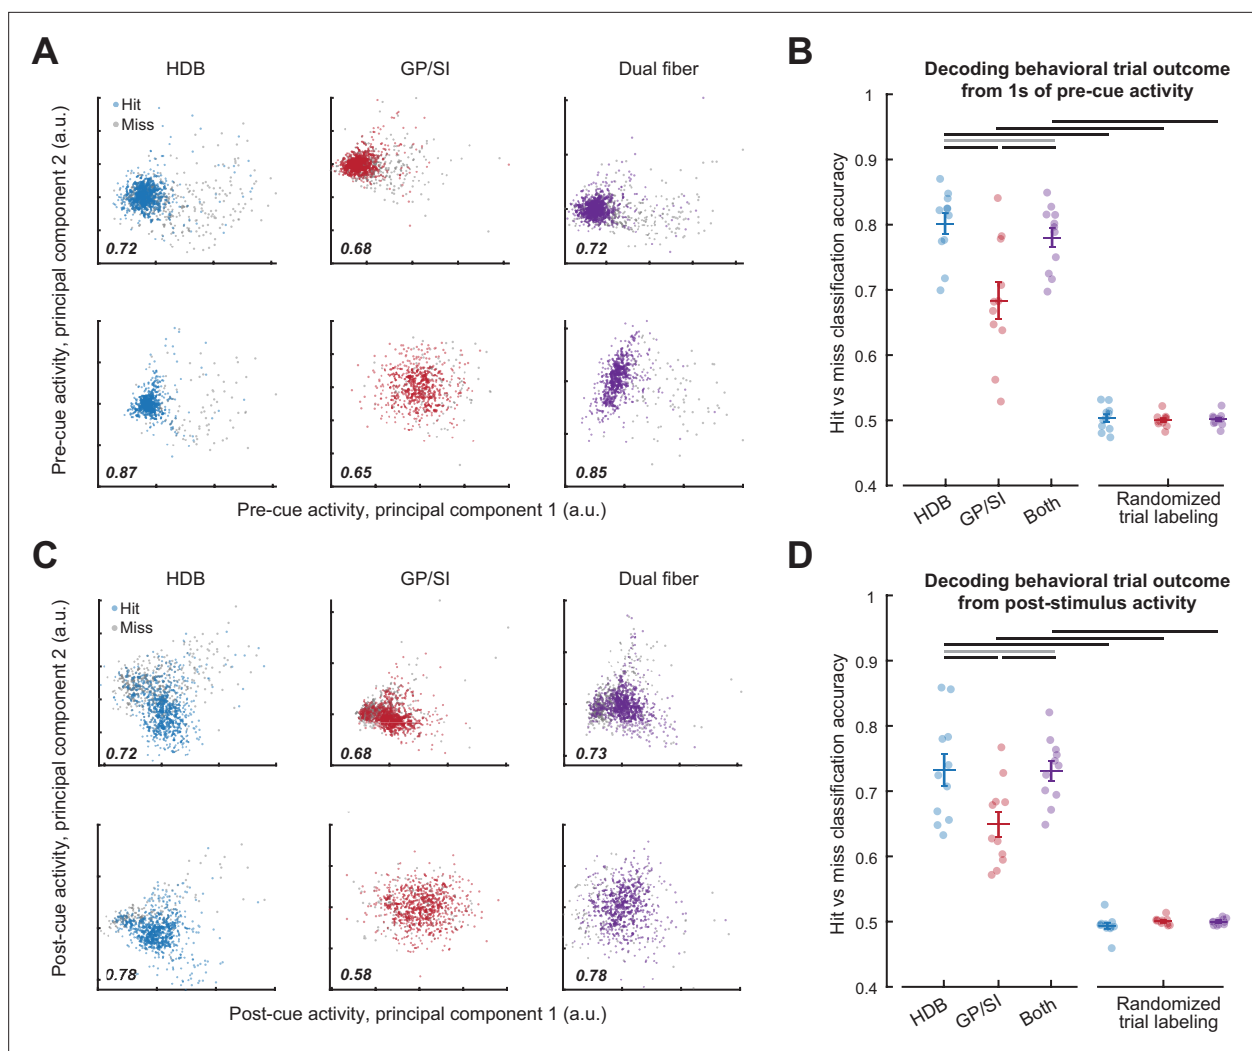 A
HDB
GP/SI
Dual fiber
Hit
Miss
Pre-cue activity, principal component 2 (a.u.)
0.72
0.68
0.72
0.87
0.65
0.85
Pre-cue activity, principal component 1 (a.u.)
B
Decoding behavioral trial outcome
from 1s of pre-cue activity
Hit vs miss classification accuracy
1
0.9
0.8
0.7
0.6
0.5
0.4
HDB
GP/SI
Both
Randomized
trial labeling
C
HDB
GP/SI
Dual fiber
Hit
Miss
Post-cue activity, principal component 2 (a.u.)
0.72
0.68
0.73
0.78
0.58
0.78
Post-cue activity, principal component 1 (a.u.)
D
Decoding behavioral trial outcome
from post-stimulus activity
Hit vs miss classification accuracy
1
0.9
0.8
0.7
0.6
0.5
0.4
HDB
GP/SI
Both
Randomized
trial labeling